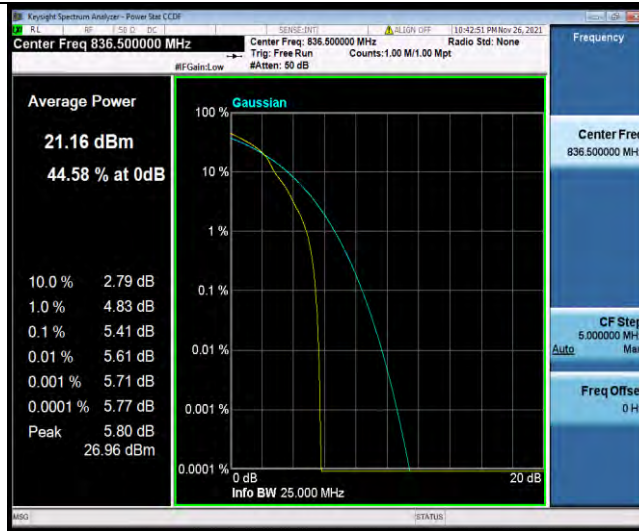 Keysight Spectrum Analyzer - Power Stat CCDF
RL RF 50 Ω DC SENSE:INT ALIGN OFF 10:42:51 PM Nov 26, 2021
Center Freq 836.500000 MHz
Center Freq: 836.500000 MHz Radio Std: None
Trig: Free Run Counts:1.00 M/1.00 Mpt
#IFGain:Low #Atten: 50 dB
Frequency
Average Power
21.16 dBm
44.58 % at 0dB
10.0 % 2.79 dB
1.0 % 4.83 dB
0.1 % 5.41 dB
0.01 % 5.61 dB
0.001 % 5.71 dB
0.0001 % 5.77 dB
Peak 5.80 dB
26.96 dBm
Gaussian
100 %
10 %
1 %
0.1 %
0.01 %
0.001 %
0.0001 %
0 dB 20 dB
Info BW 25.000 MHz
Center Fre
836.500000 MH
CF Step
5.000000 MH
Auto Ma
Freq Offse
0 H
MSG STATUS